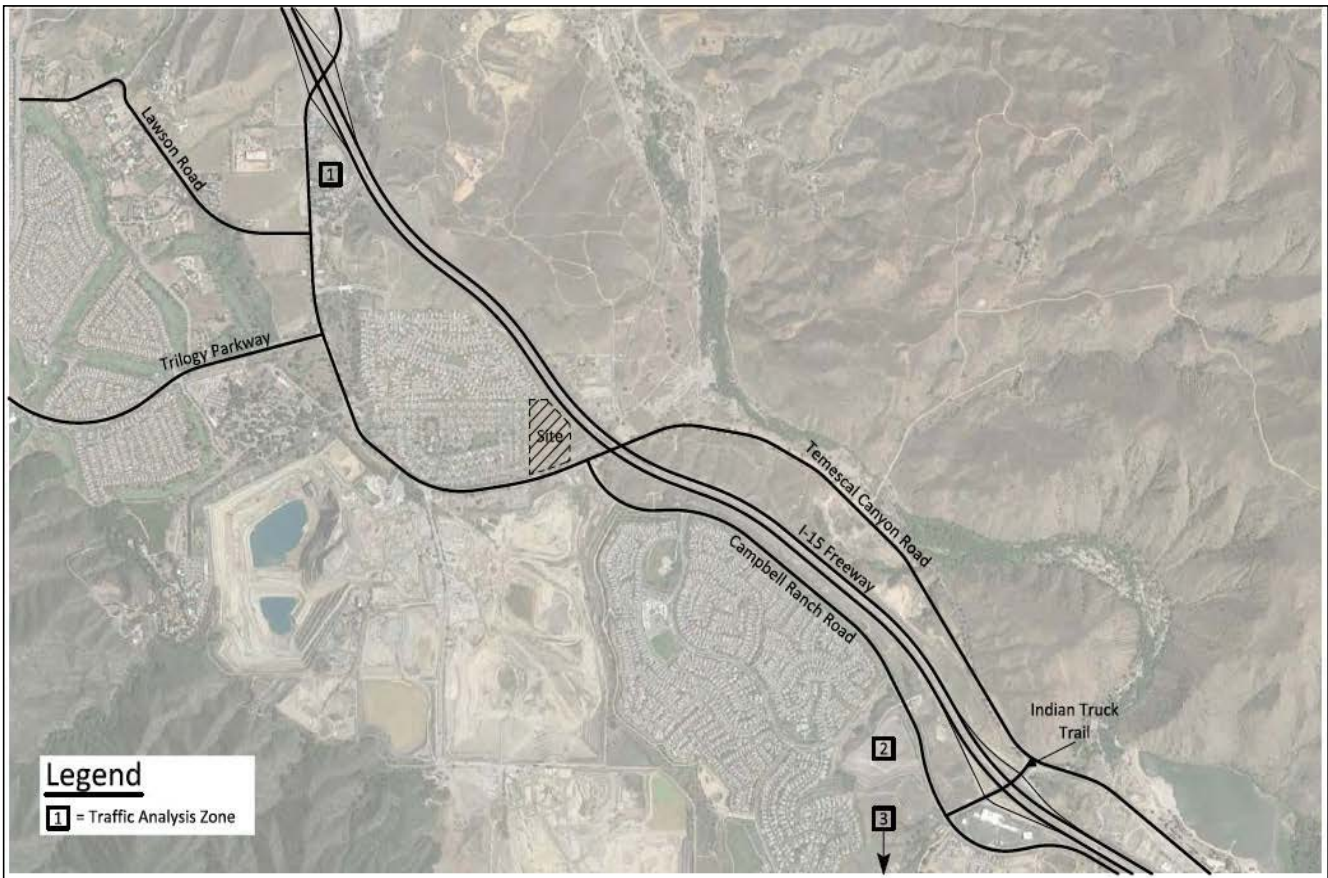 Lawson Road
1
Trilogy Parkway
Site
Temescal Canyon Road
I-15 Freeway
Campbell Ranch Road
Indian Truck
Trail
2
3
Legend
1 = Traffic Analysis Zone